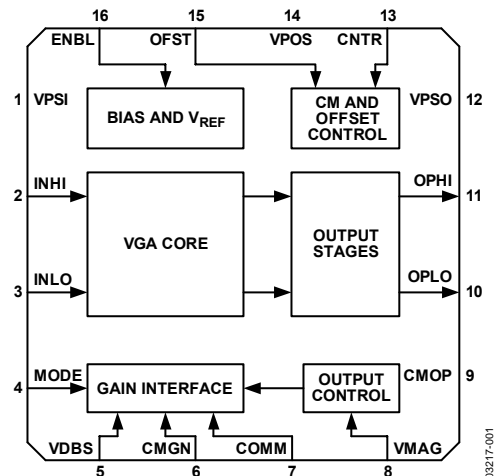 16 15 14 13
ENBL OFST VPOS CNTR
1 VPSI
BIAS AND VREF
CM AND
OFFSET
CONTROL
VPSO 12
2 INHI
VGA CORE
OUTPUT
STAGES
OPHI 11
3 INLO
OPLO 10
4 MODE
GAIN INTERFACE
OUTPUT
CONTROL
CMOP 9
VDBS CMGN COMM VMAG
5 6 7 8
03217-001